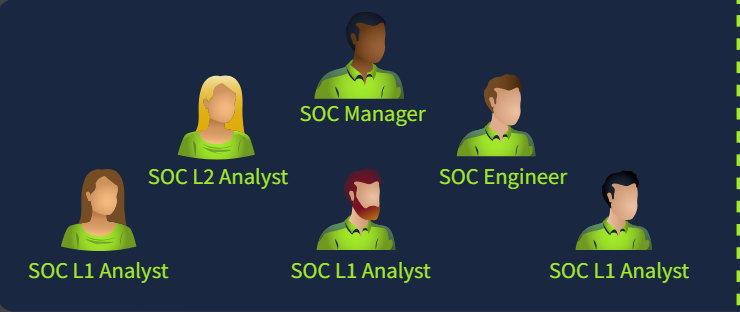 SOC Manager
SOC L2 Analyst
SOC Engineer
SOC L1 Analyst
SOC L1 Analyst
SOC L1 Analyst